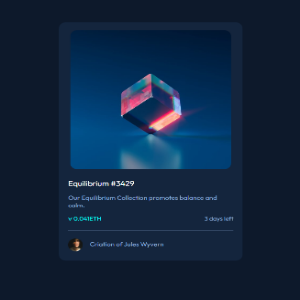 Equilibrium #3429
Our Equilibrium Collection promotes balance and
calm.
0.041ETH
3 days left
Creation of Jules Wyvern